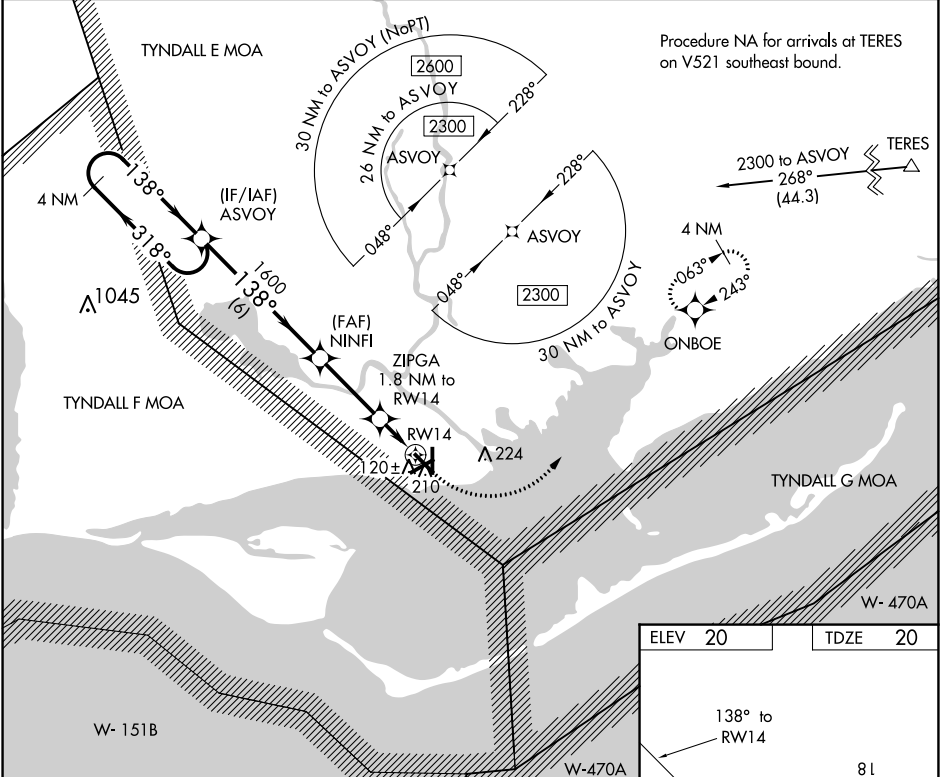 TYNDALL E MOA
30 NM to ASVOY (NoPT)
2600
26 NM to ASVOY
2300
ASVOY
228°
048°
Procedure NA for arrivals at TERES
on V521 southeast bound.
TERES
2300 to ASVOY
268°
(44.3)
4 NM
138°
318°
(IF/IAF)
ASVOY
228°
ASVOY
048°
2300
30 NM to ASVOY
4 NM
063°
243°
ONBOE
1045
1600
138°
(6)
(FAF)
NINFI
ZIPGA
1.8 NM to
RW14
TYNDALL F MOA
RW14
120±
210
224
TYNDALL G MOA
W- 470A
W- 151B
W-470A
ELEV 20
TDZE 20
138° to
RW14
18